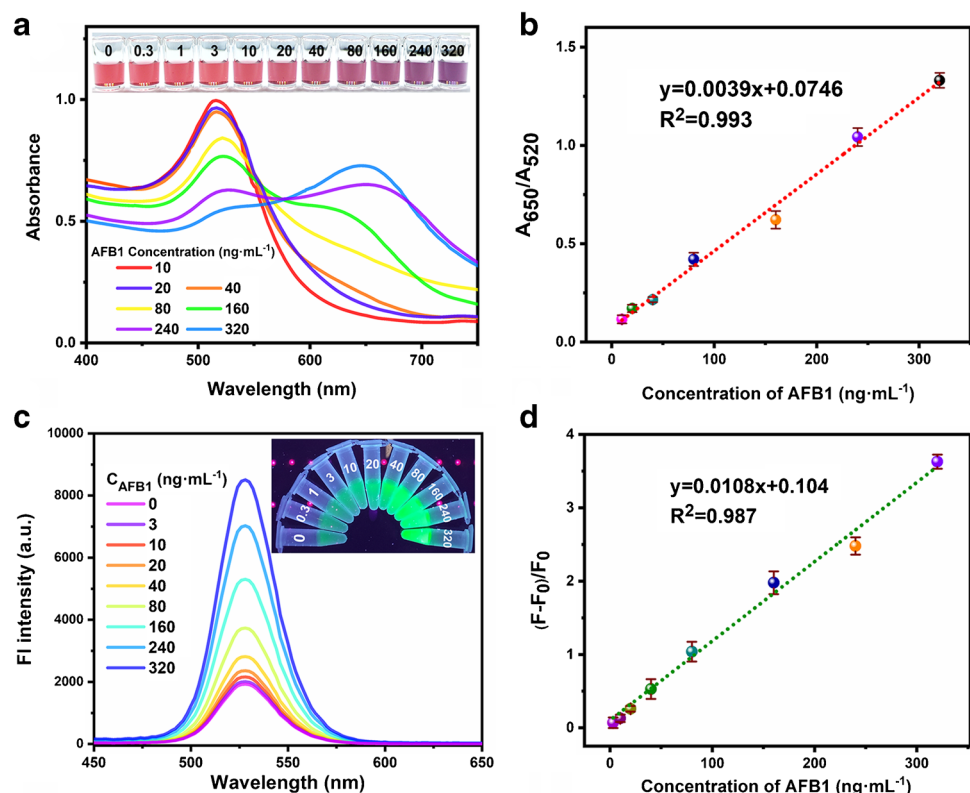 a
0 0.3 1 3 10 20 40 80 160 240 320
1.0
0.5
0.0
Absorbance
AFB1 Concentration (ng·mL⁻¹)
10
20 40
80 160
240 320
400 500 600 700
Wavelength (nm)
b
1.5
1.0
0.5
0.0
A650/A520
y=0.0039x+0.0746
R²=0.993
0 100 200 300
Concentration of AFB1 (ng·mL⁻¹)
c
10000
8000
6000
4000
2000
0
FI intensity (a.u.)
CAFB1 (ng·mL⁻¹)
0
3
10
20
40
80
160
240
320
0 0.3 1 3 10 20 40 80 160 240 320
450 500 550 600 650
Wavelength (nm)
d
4
3
2
1
0
(F-F0)/F0
y=0.0108x+0.104
R²=0.987
0 100 200 300
Concentration of AFB1 (ng·mL⁻¹)